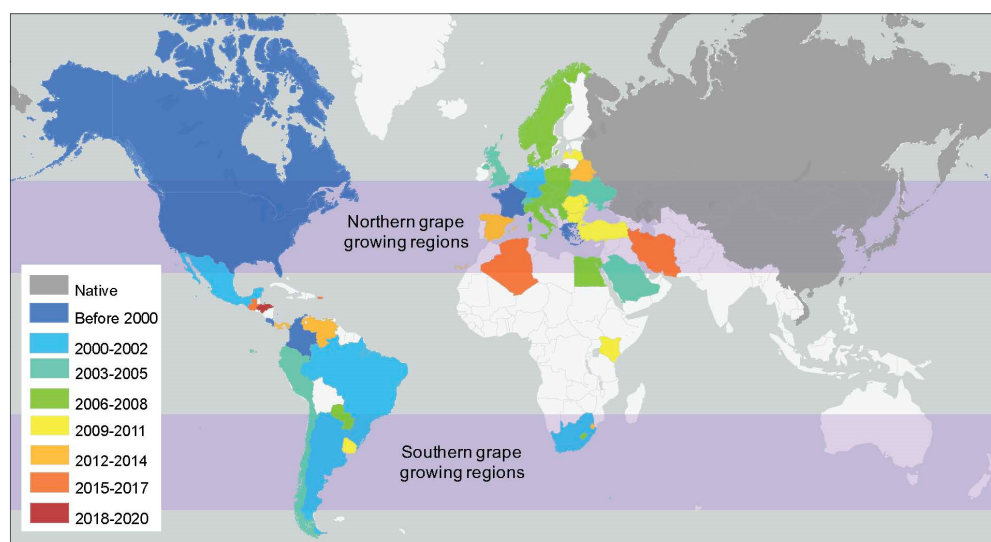 Northern grape
growing regions
Native
Before 2000
2000-2002
2003-2005
2006-2008
2009-2011
2012-2014
2015-2017
2018-2020
Southern grape
growing regions